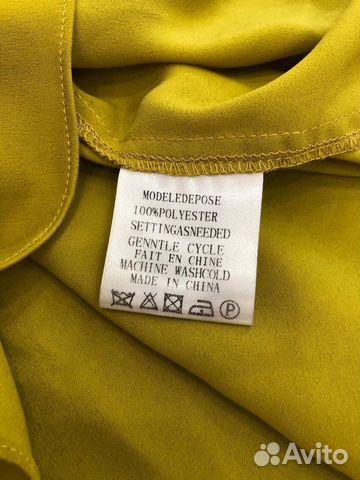 MODELEDEPOSE
100%POLYESTER
SETTINGASNEEDED
GENNTLE CYCLE
FAIT EN CHINE
MACHINE WASHCOLD
MADE IN CHINA
P
Avito